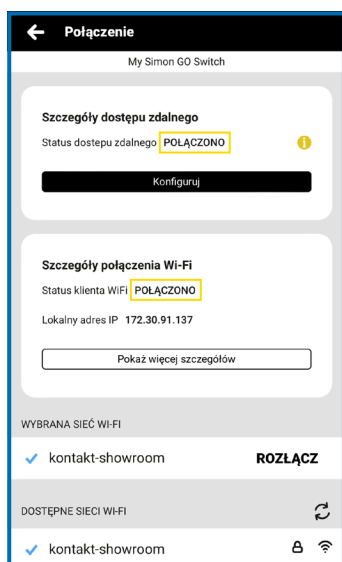 Połączenie
My Simon GO Switch
Szczegóły dostępu zdalnego
Status dostepu zdalnego POŁĄCZONO
Konfiguruj
Szczegóły połączenia Wi-Fi
Status klienta WiFi POŁĄCZONO
Lokalny adres IP 172.30.91.137
Pokaż więcej szczegółów
WYBRANA SIEĆ WI-FI
kontakt-showroom ROZŁĄCZ
DOSTĘPNE SIECI WI-FI
kontakt-showroom